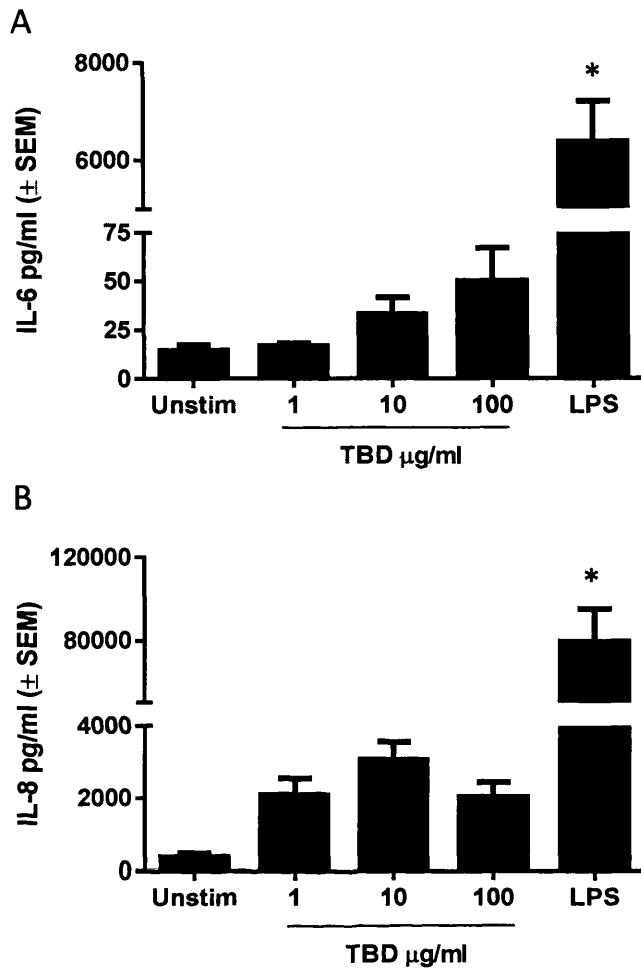 A
IL-6 pg/ml (± SEM)
8000
6000
75
50
25
0
*
Unstim 1 10 100 LPS
TBD μg/ml
B
IL-8 pg/ml (± SEM)
120000
80000
4000
2000
0
*
Unstim 1 10 100 LPS
TBD μg/ml